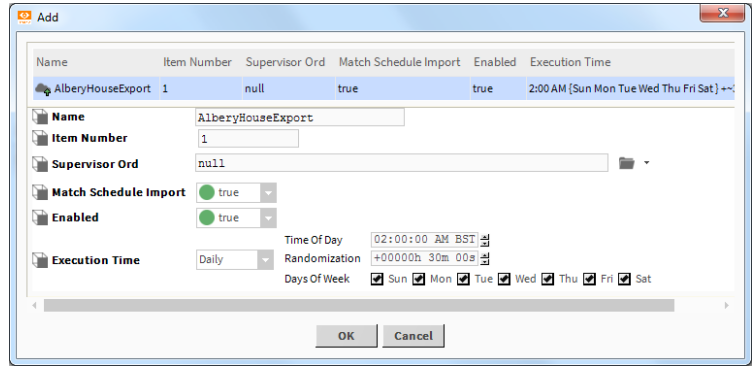 Add
Name Item Number Supervisor Ord Match Schedule Import Enabled Execution Time
AlberyHouseExport 1 null true true 2:00 AM {Sun Mon Tue Wed Thu Fri Sat} +~
Name AlberyHouseExport
Item Number 1
Supervisor Ord null
Match Schedule Import true
Enabled true
Time Of Day 02:00:00 AM BST
Execution Time Daily Randomization +00000h 30m 00s
Days Of Week Sun Mon Tue Wed Thu Fri Sat
OK Cancel